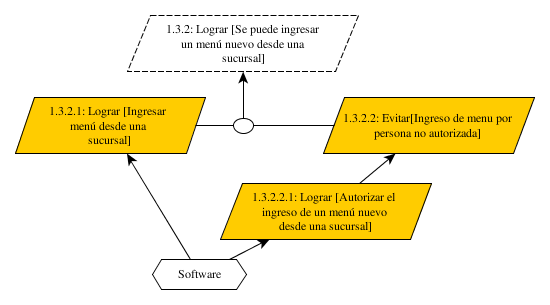 1.3.2: Lograr [Se puede ingresar
un menú nuevo desde una
sucursal]
1.3.2.1: Lograr [Ingresar
menú desde una
sucursal]
1.3.2.2: Evitar[Ingreso de menu por
persona no autorizada]
1.3.2.2.1: Lograr [Autorizar el
ingreso de un menú nuevo
desde una sucursal]
Software